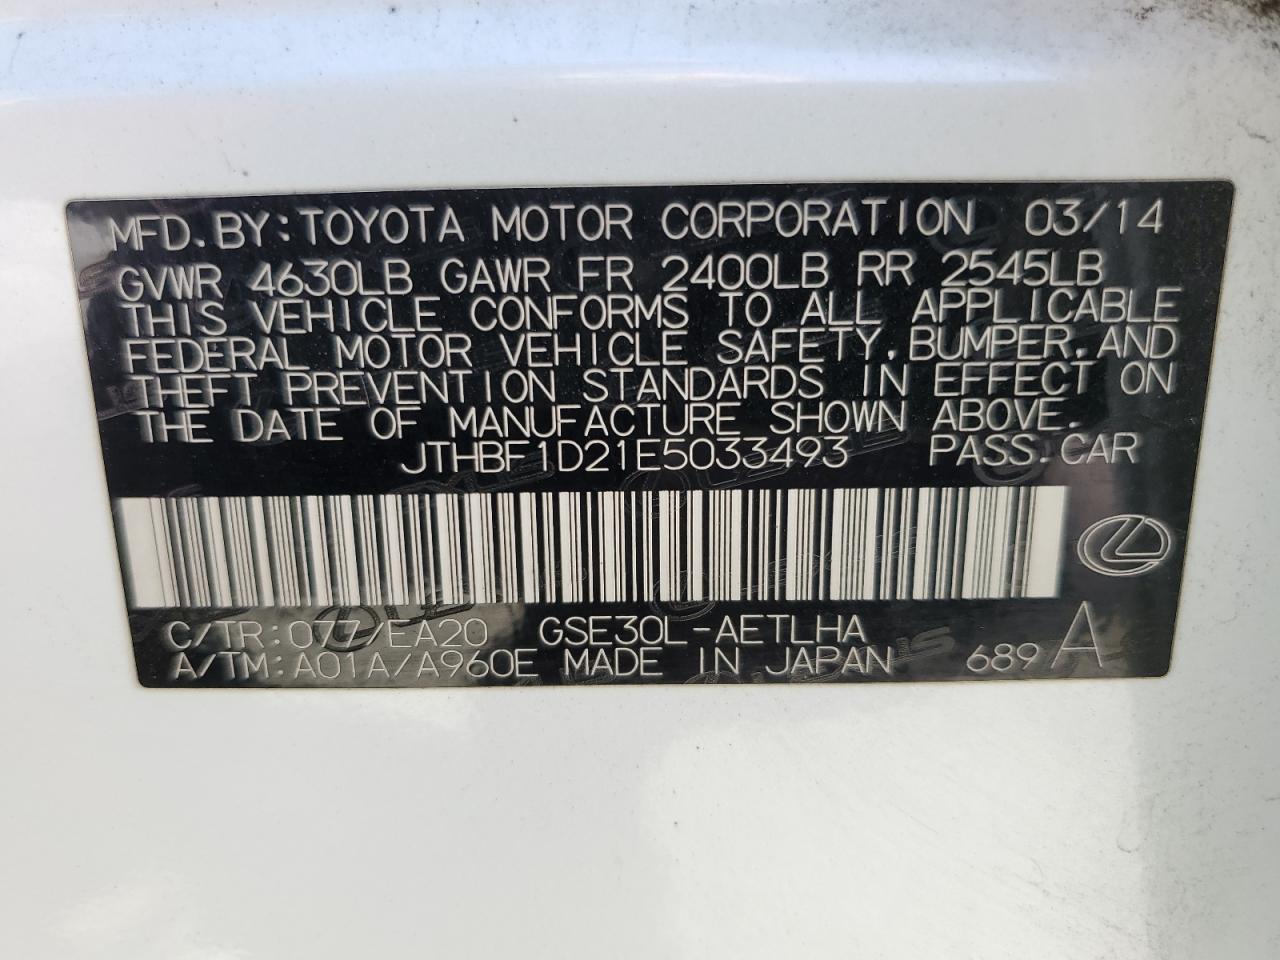 MFD. BY: TOYOTA MOTOR CORPORATION 03/14
GVWR 4630LB GAWR FR 2400LB RR 2545LB
THIS VEHICLE CONFORMS TO ALL APPLICABLE
FEDERAL MOTOR VEHICLE SAFETY, BUMPER, AND
THEFT PREVENTION STANDARDS IN EFFECT ON
THE DATE OF MANUFACTURE SHOWN ABOVE.
JTHBF1D21E5033493 PASS. CAR
C/TR: 077/EA20 GSE30L-AETLHA
A/TM: A01A/A960E MADE IN JAPAN 689 A